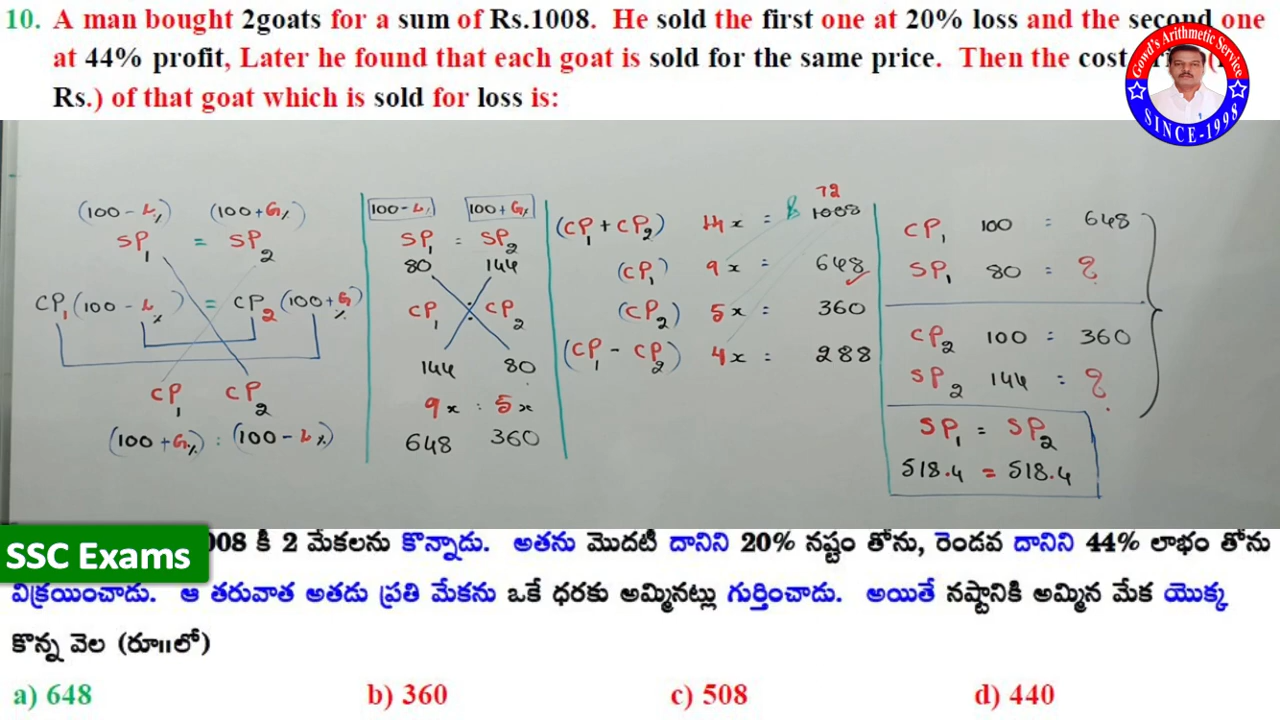 10. A man bought 2goats for a sum of Rs.1008. He sold the first one at 20% loss and the second one
at 44% profit, Later he found that each goat is sold for the same price. Then the cost
Rs.) of that goat which is sold for loss is:
Gowd's Arithmetic Service
SINCE-1998
(100 - L%) (100 + G%)
SP1 = SP2
CP1(100 - L%) = CP2(100 + G%)
CP1 CP2
(100 + G%) : (100 - L%)
100 - L% 100 + G%
SP1 : SP2
80 144
CP1 : CP2
144 80
9x : 5x
648 360
72
(CP1 + CP2) 14x = 1008
(CP1) 9x = 648
(CP2) 5x = 360
(CP1 - CP2) 4x = 288
CP1 100 = 648
SP1 80 = ?
CP2 100 = 360
SP2 144 = ?
SP1 = SP2
518.4 = 518.4
SSC Exams
008 కి 2 మేకలను కొన్నాడు. అతను మొదటి దానిని 20% నష్టం తోను, రెండవ దానిని 44% లాభం తోను
విక్రయించాడు. ఆ తరువాత అతడు ప్రతి మేకను ఒకే ధరకు అమ్మినట్లు గుర్తించాడు. అయితే నష్టానికి అమ్మిన మేక యొక్క
కొన్న వెల (రూ॥లో)
a) 648 b) 360 c) 508 d) 440